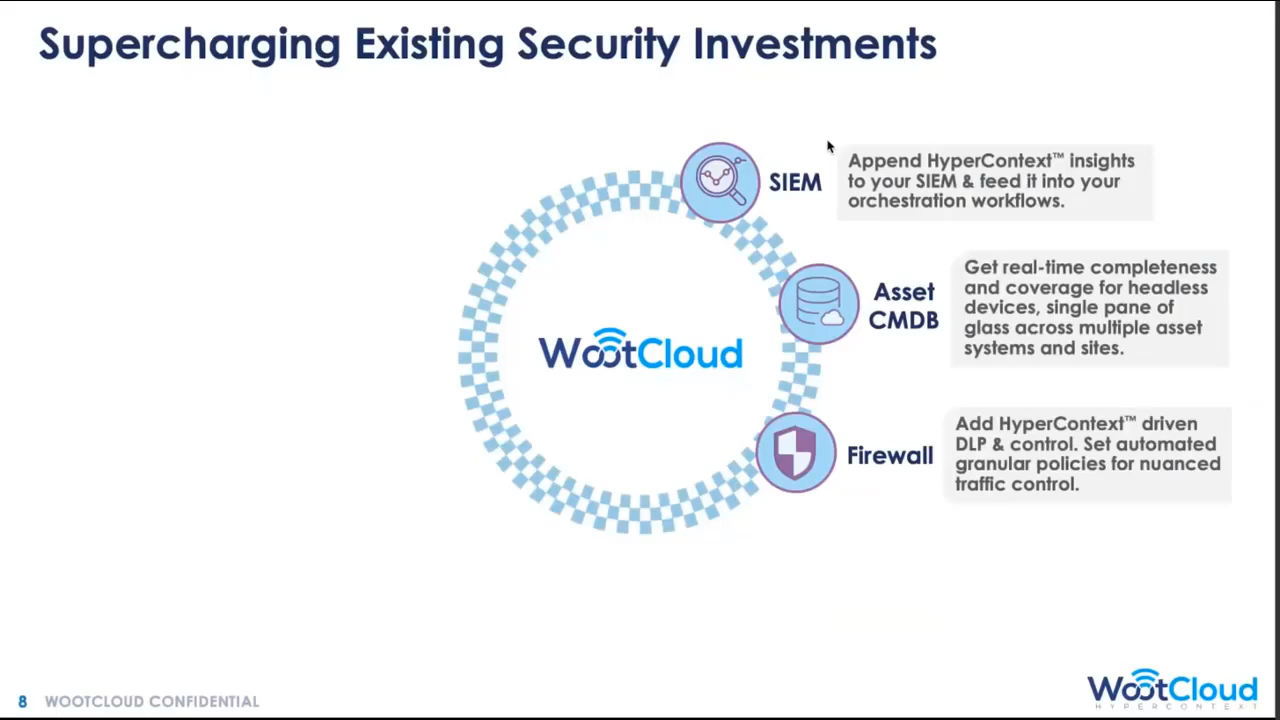 Supercharging Existing Security Investments
SIEM
Append HyperContext™ insights
to your SIEM & feed it into your
orchestration workflows.
Asset
CMDB
Get real-time completeness
and coverage for headless
devices, single pane of
glass across multiple asset
systems and sites.
WootCloud
Firewall
Add HyperContext™ driven
DLP & control. Set automated
granular policies for nuanced
traffic control.
8 WOOTCLOUD CONFIDENTIAL
WootCloud
HYPERCONTEXT